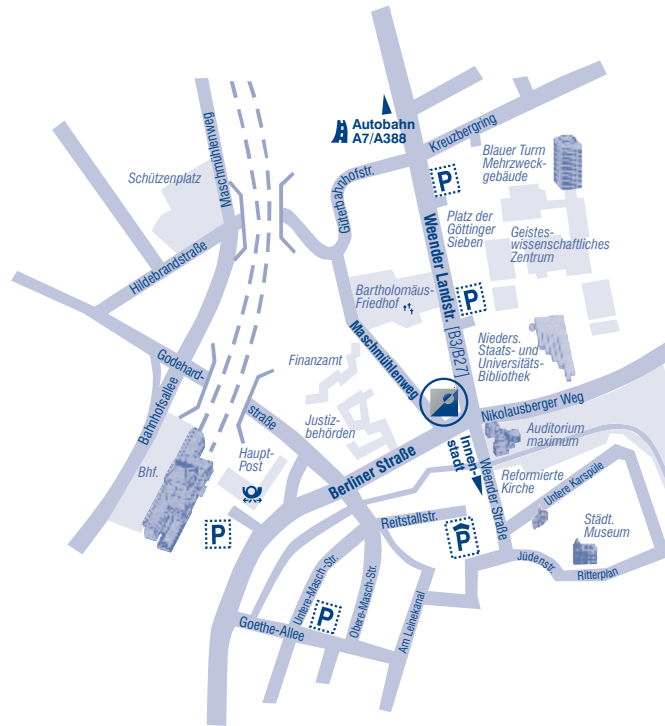 Autobahn
A7/A388
Kreuzbergring
Maschmühlenweg
Schützenplatz
Güterbahnhofstr.
P
Blauer Turm
Mehrzweck-
gebäude
Platz der
Göttinger
Sieben
Geistes-
wissenschaftliches
Zentrum
Weender Landstr. [B3/B27]
Hildebrandstraße
Bartholomäus-
Friedhof
P
Maschmühlenweg
Nieders.
Staats- und
Universitäts-
Bibliothek
Godehard-
straße
Finanzamt
Bahnhofsallee
Justiz-
behörden
Nikolausberger Weg
Auditorium
maximum
Berliner Straße
Innen-
stadt
Weender Straße
Haupt-
Post
Bhf.
Reformierte
Kirche
Untere Karspüle
Städt.
Museum
P
Reitstallstr.
P
Jüdenstr.
Ritterplan
Untere-Masch-Str.
Obere-Masch-Str.
P
Goethe-Allee
Am Leinekanal